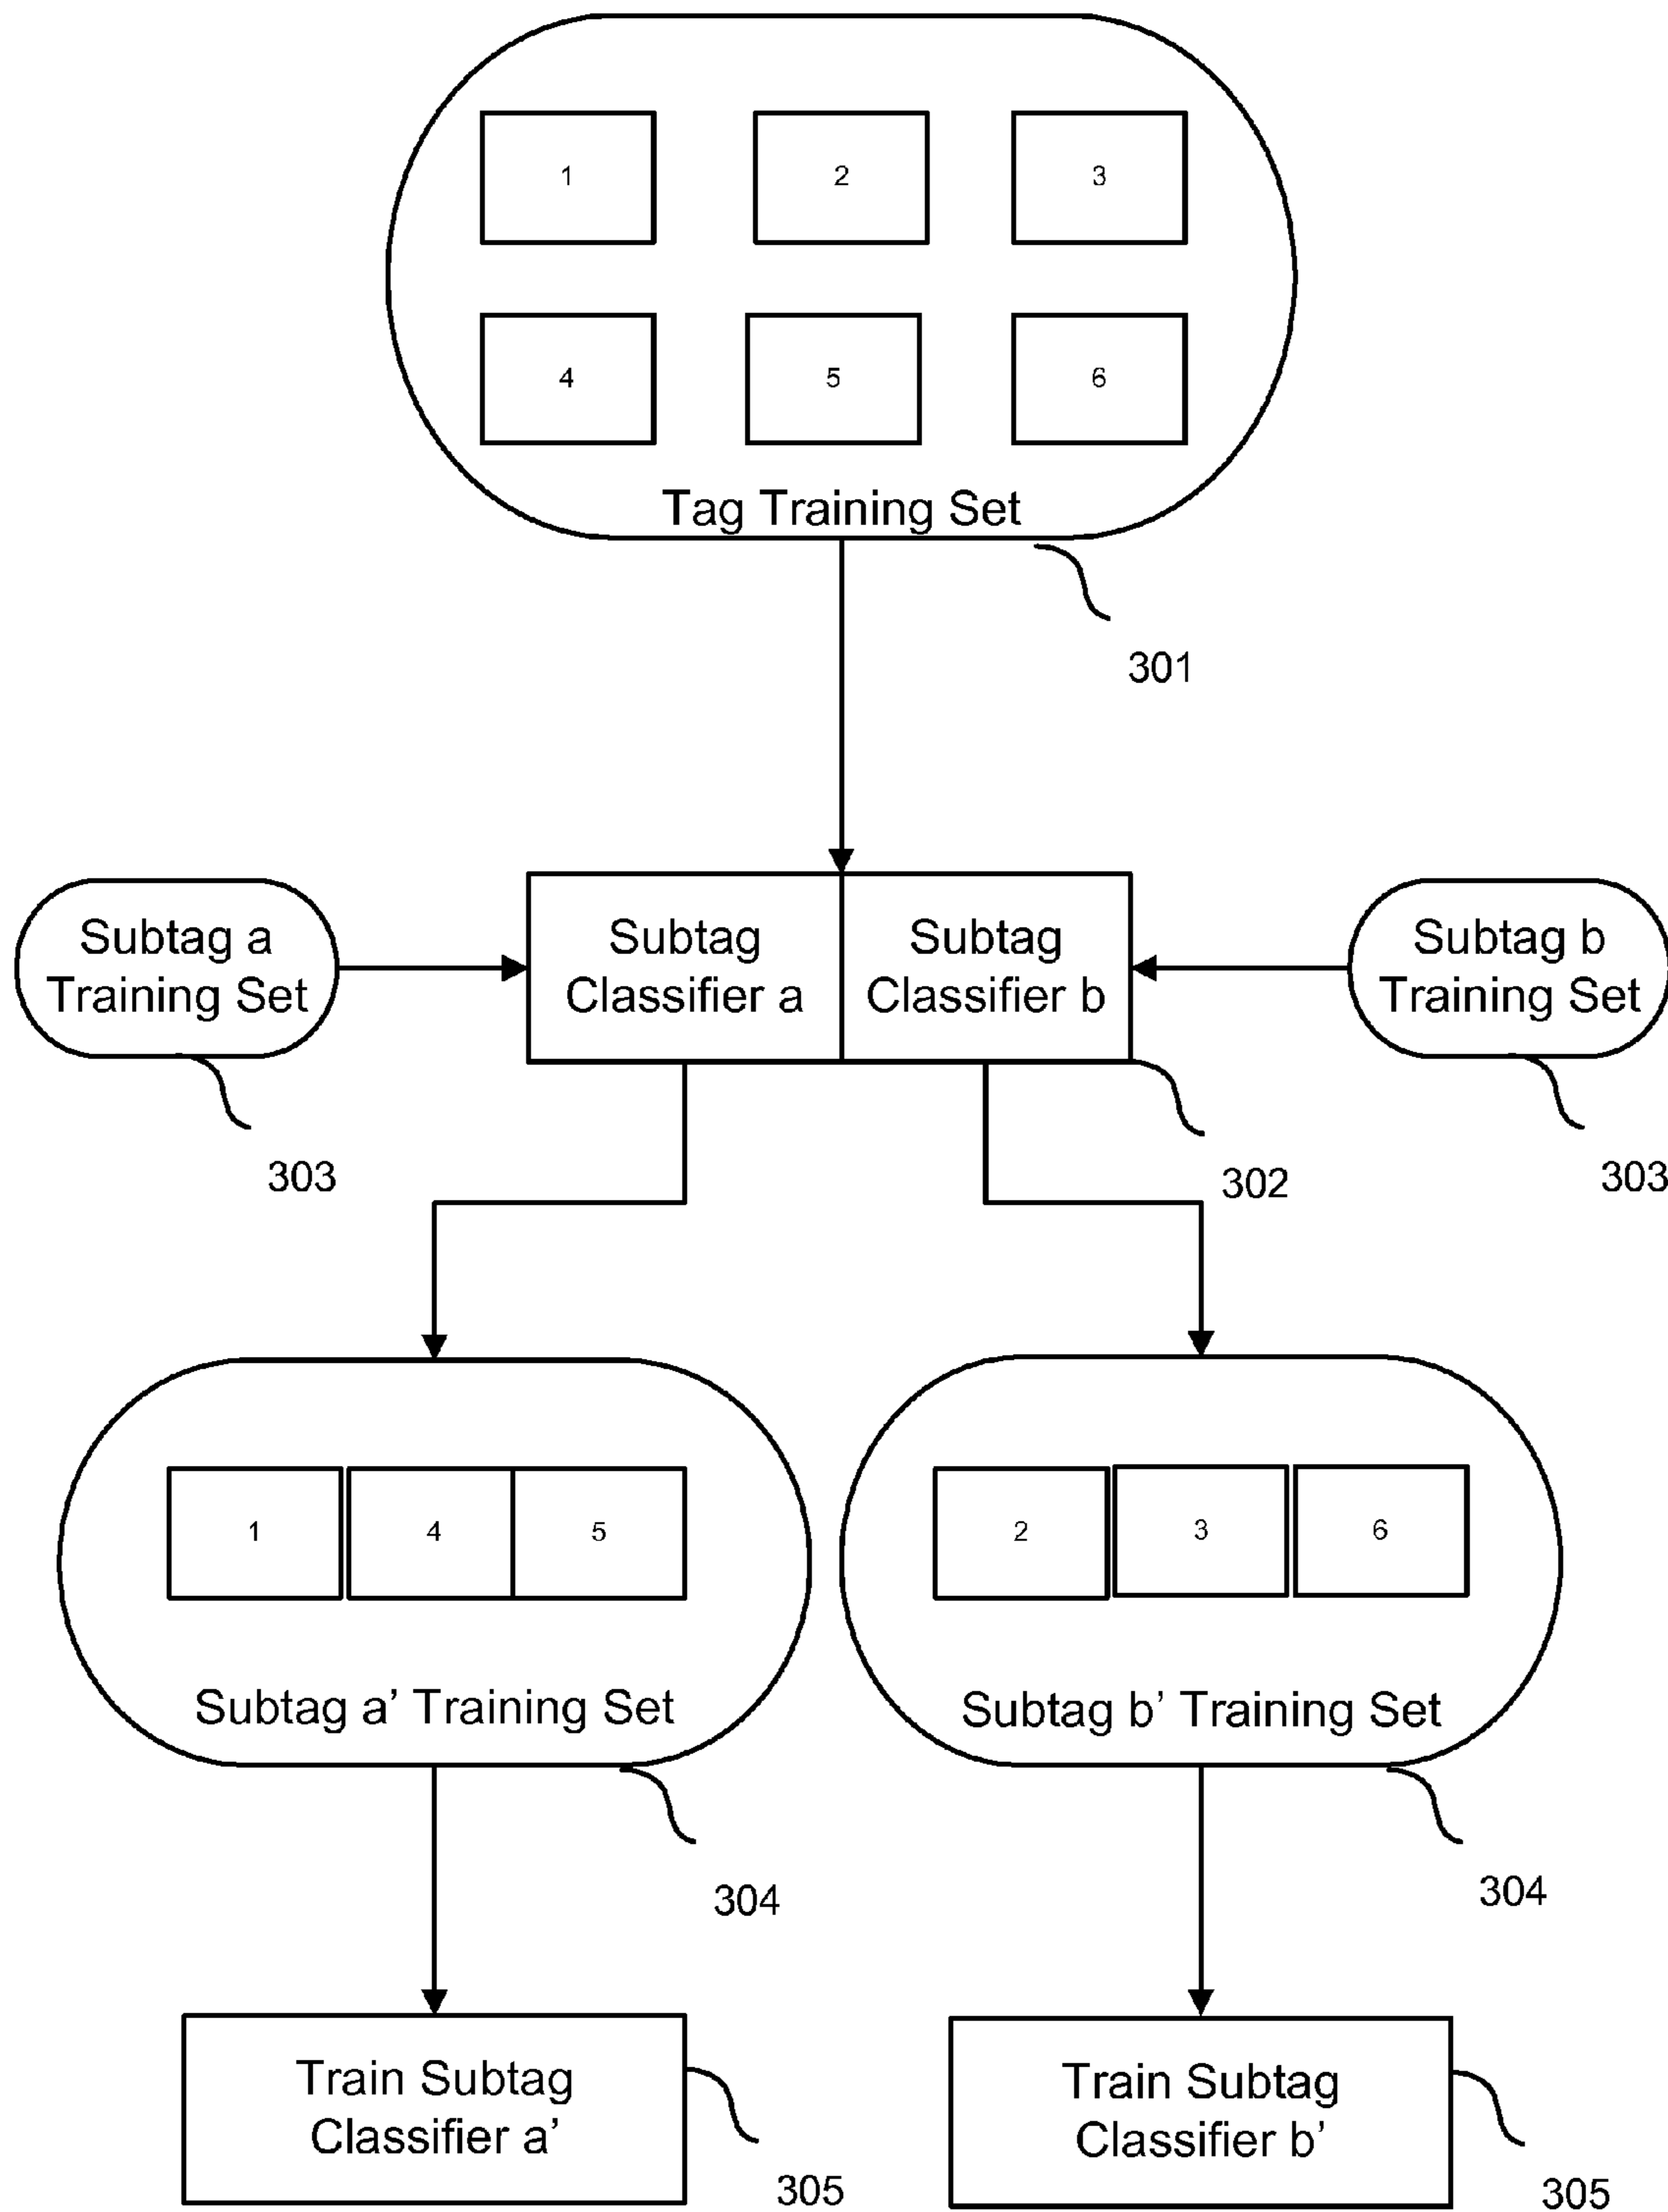 1
2
3
4
5
6
Tag Training Set
301
Subtag a
Training Set
303
Subtag
Classifier a
Subtag
Classifier b
302
Subtag b
Training Set
303
1
4
5
Subtag a’ Training Set
304
2
3
6
Subtag b’ Training Set
304
Train Subtag
Classifier a’
305
Train Subtag
Classifier b’
305